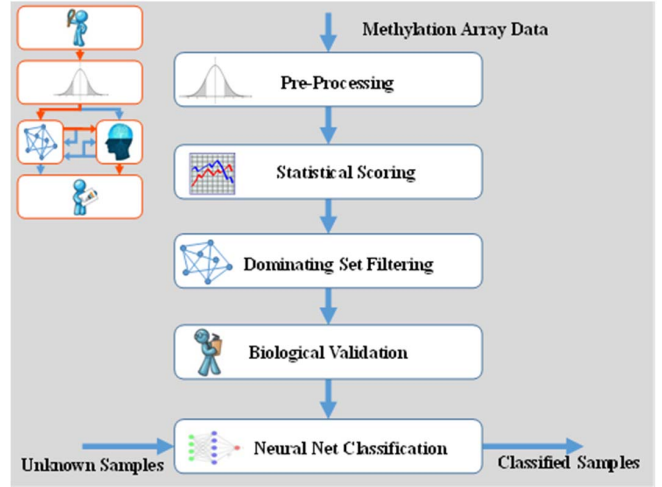 Methylation Array Data
Pre-Processing
Statistical Scoring
Dominating Set Filtering
Biological Validation
Neural Net Classification
Unknown Samples
Classified Samples